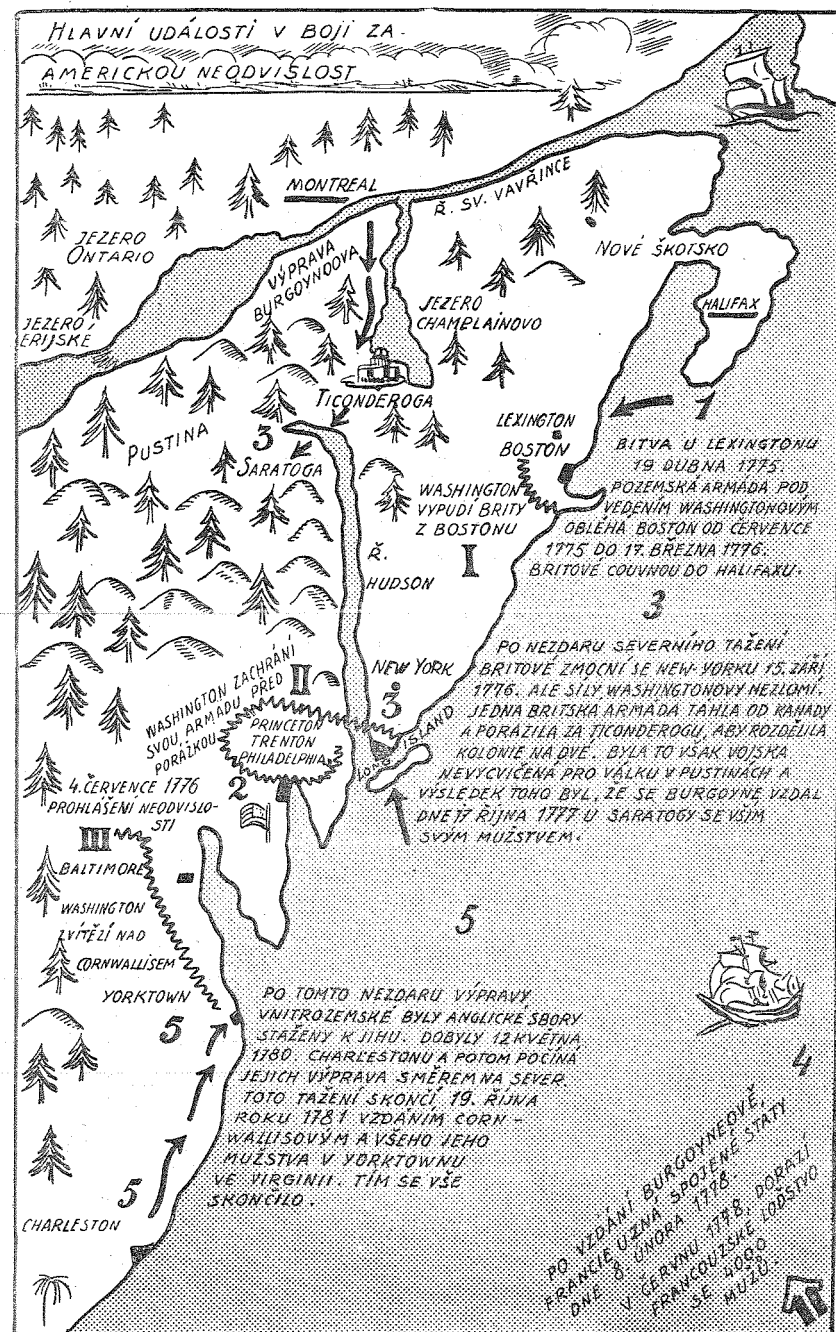 HLAVNÍ UDÁLOSTI V BOJI ZA
AMERICKOU NEODVISLOST
MONTREAL
Ř. SV. VAVŘINCE
JEZERO
ONTARIO
VÝPRAVA
BURGOYNOOVA
NOVÉ ŠKOTSKO
HALIFAX
JEZERO
CHAMPLAINOVO
JEZERO
ERIJSKÉ
TICONDEROGA
1
3
PUSTINA
SARATOGA
LEXINGTON
BOSTON
BITVA U LEXINGTONU
19 DUBNA 1775.
POZEMSKÁ ARMÁDA POD
VEDENÍM WASHINGTONOVÝM
OBLÉHÁ BOSTON OD ČERVENCE
1775 DO 17. BŘEZNA 1776.
BRITOVÉ COUVNOU DO HALIFAXU.
WASHINGTON
VYPUDÍ BRITY
Z BOSTONU
I
Ř.
HUDSON
3
PO NEZDARU SEVERNÍHO TAŽENÍ
BRITOVÉ ZMOCNÍ SE NEW-YORKU 15. ZÁŘÍ
1776. ALE SÍLY WASHINGTONOVY NEZLOMÍ.
JEDNA BRITSKÁ ARMÁDA TÁHLA OD KANADY
A PORAZILA ZA TICONDEROGU, ABY ROZDĚLILA
KOLONIE NA DVÉ. BYLA TO VŠAK VOJSKA
NEVYCVIČENÁ PRO VÁLKU V PUSTINÁCH A
VÝSLEDEK TOHO BYL, ŽE SE BURGOYNE VZDAL
DNE 17 ŘÍJNA 1777 U SARATOGY SE VŠÍM
SVÝM MUŽSTVEM.
NEW YORK
3
LONG ISLAND
WASHINGTON ZACHRÁNÍ
SVOU ARMÁDU PŘED
PORÁŽKOU
II
PRINCETON
TRENTON
PHILADELPHIA
2
4. ČERVENCE 1776
PROHLÁŠENÍ NEODVISLO-
STI
III
BALTIMORE
WASHINGTON
ZVÍTĚZÍ NAD
CORNWALLISEM
YORKTOWN
5
5
PO TOMTO NEZDARU VÝPRAVY
VNITROZEMSKÉ BYLY ANGLICKÉ SBORY
STAŽENY K JIHU. DOBYLY 12 KVĚTNA
1780. CHARLESTONU A POTOM POČÍNÁ
JEJICH VÝPRAVA SMĚREM NA SEVER.
TOTO TAŽENÍ SKONČÍ 19. ŘÍJNA
ROKU 1781 VZDÁNÍM CORN-
WALLISOVÝM A VŠEHO JEHO
MUŽSTVA V YORKTOWNU
VE VIRGINII. TÍM SE VŠE
SKONČILO.
5
CHARLESTON
4
PO VZDÁNÍ BURGOYNEOVĚ,
FRANCIE UZNÁ SPOJENÉ STÁTY
DNE 8. ÚNORA 1778.
V ČERVNU 1778, DORAZÍ
FRANCOUZSKÉ LOĎSTVO
SE 4000
MUŽŮ.